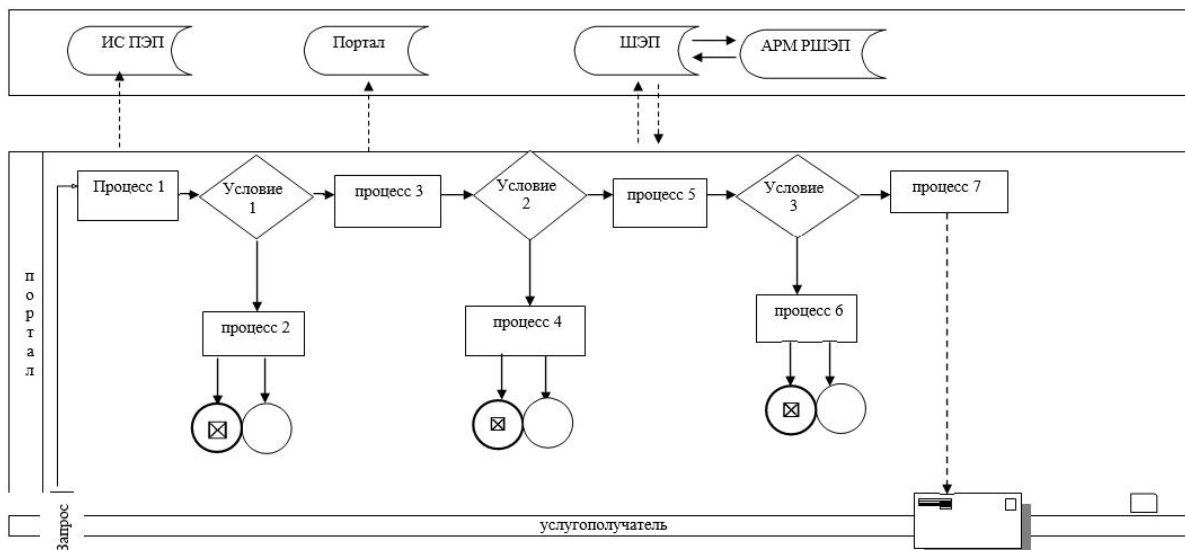 ИС ПЭП
Портал
ШЭП
АРМ РШЭП
Процесс 1
Условие
1
процесс 3
Условие
2
процесс 5
Условие
3
процесс 7
портал
процесс 2
процесс 4
процесс 6
Запрос
услугополучатель